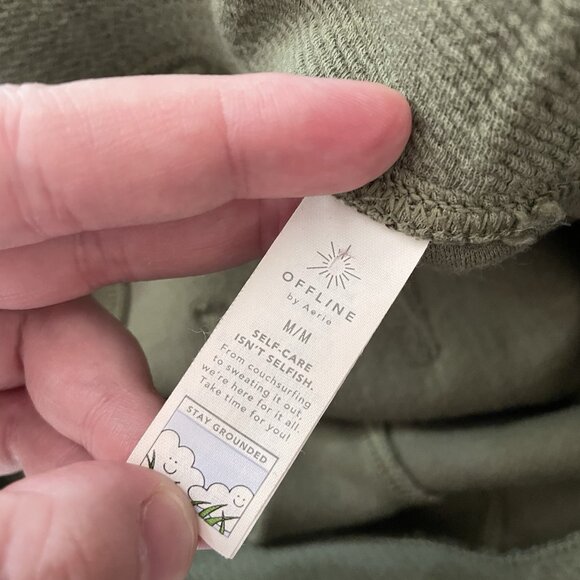 OFFLINE
by Aerie
M/M
SELF-CARE
ISN'T SELFISH.
From couchsurfing
to sweating it out,
we're here for it all.
Take time for you!
STAY GROUNDED